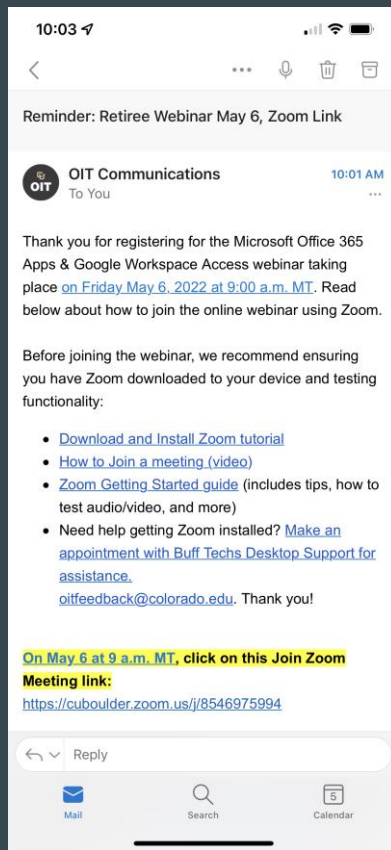 10:03
Reminder: Retiree Webinar May 6, Zoom Link
OIT
OIT Communications
10:01 AM
To You
Thank you for registering for the Microsoft Office 365
Apps & Google Workspace Access webinar taking
place on Friday May 6, 2022 at 9:00 a.m. MT. Read
below about how to join the online webinar using Zoom.
Before joining the webinar, we recommend ensuring
you have Zoom downloaded to your device and testing
functionality:
• Download and Install Zoom tutorial
• How to Join a meeting (video)
• Zoom Getting Started guide (includes tips, how to
test audio/video, and more)
• Need help getting Zoom installed? Make an
appointment with Buff Techs Desktop Support for
assistance.
oitfeedback@colorado.edu. Thank you!
On May 6 at 9 a.m. MT, click on this Join Zoom
Meeting link:
https://cuboulder.zoom.us/j/8546975994
Reply
5
Mail
Search
Calendar